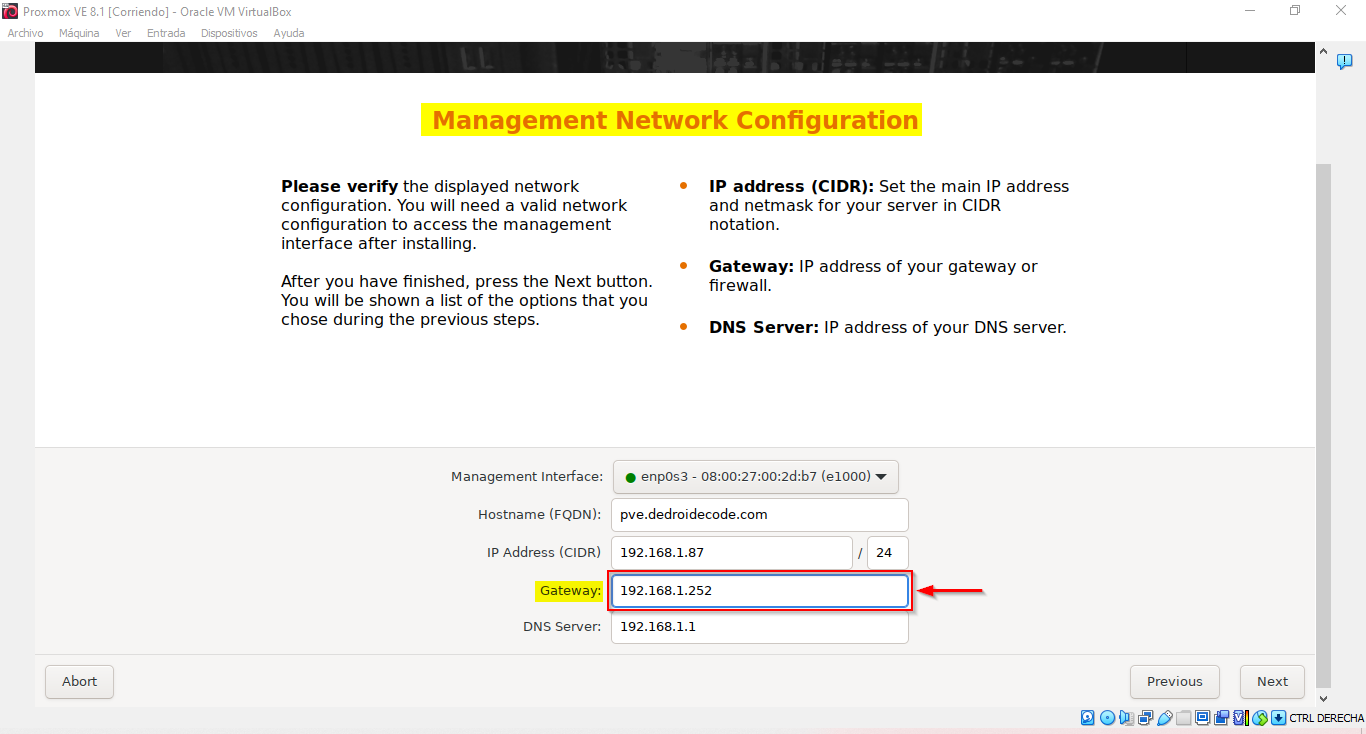 Proxmox VE 8.1 [Corriendo] - Oracle VM VirtualBox
Archivo Máquina Ver Entrada Dispositivos Ayuda
Management Network Configuration
Please verify the displayed network
configuration. You will need a valid network
configuration to access the management
interface after installing.
After you have finished, press the Next button.
You will be shown a list of the options that you
chose during the previous steps.
• IP address (CIDR): Set the main IP address
and netmask for your server in CIDR
notation.
• Gateway: IP address of your gateway or
firewall.
• DNS Server: IP address of your DNS server.
Management Interface: enp0s3 - 08:00:27:00:2d:b7 (e1000)
Hostname (FQDN): pve.dedroidecode.com
IP Address (CIDR) 192.168.1.87 / 24
Gateway: 192.168.1.252
DNS Server: 192.168.1.1
Abort Previous Next
CTRL DERECHA